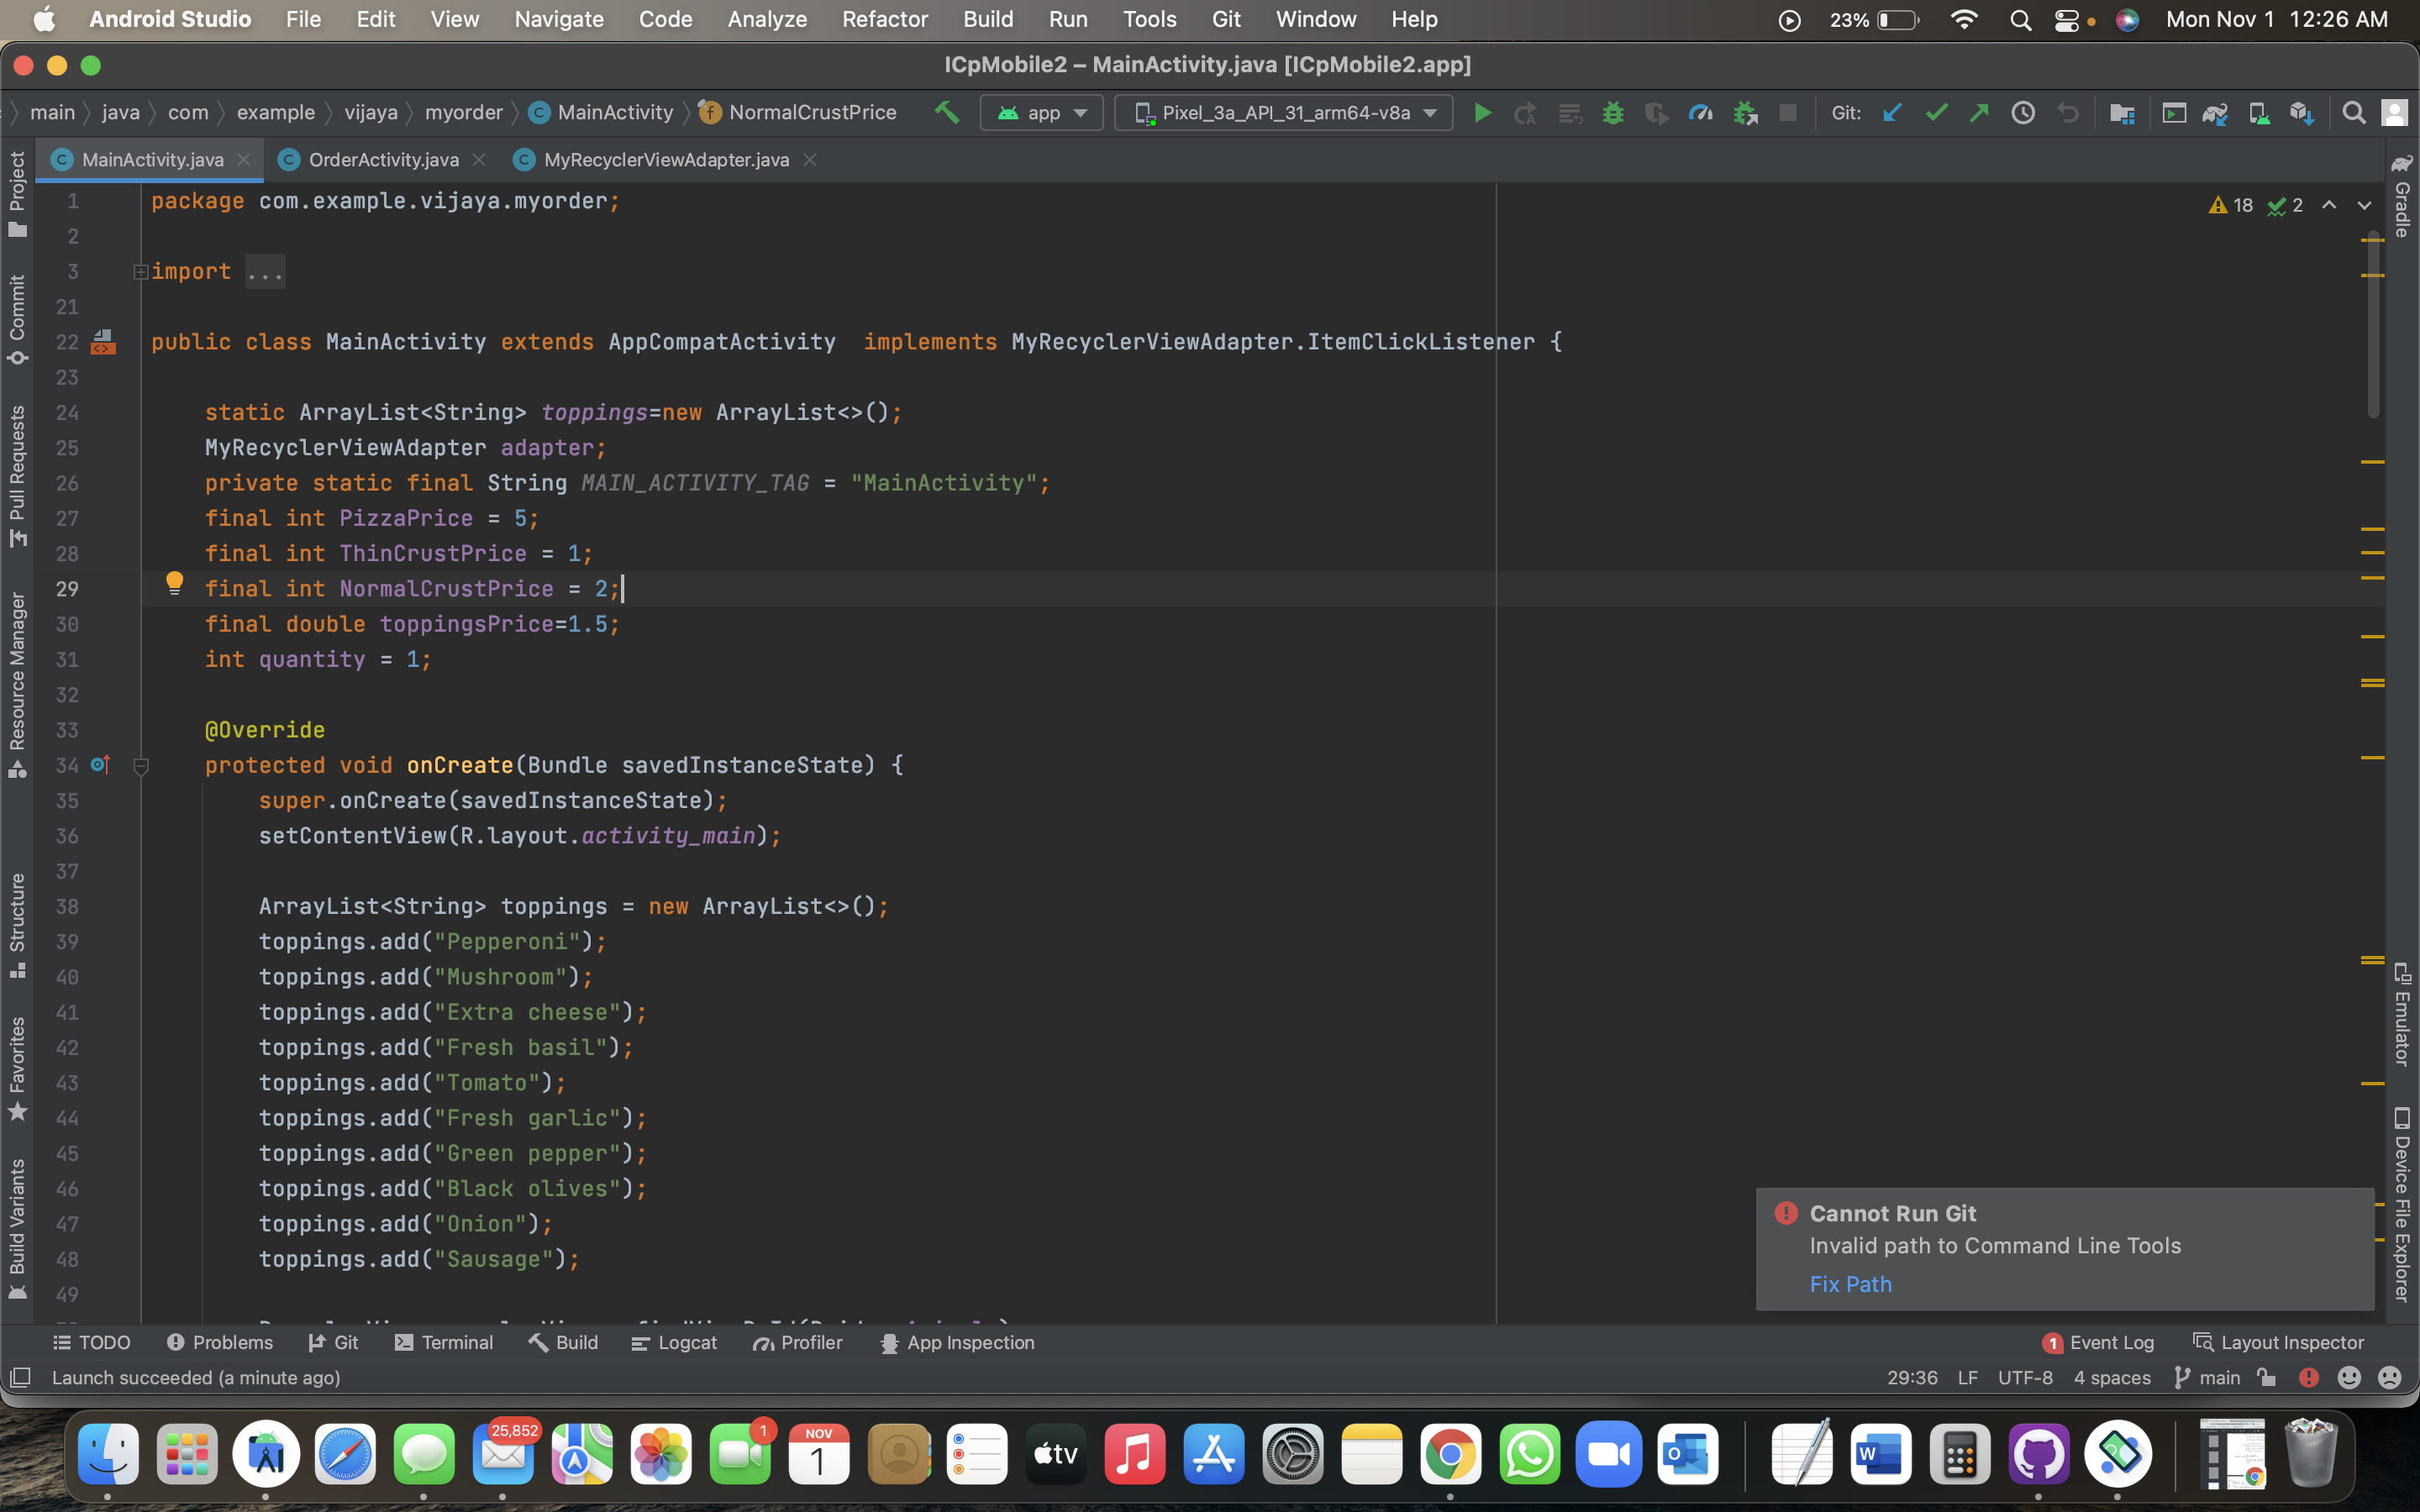 Android Studio File Edit View Navigate Code Analyze Refactor Build Run Tools Git Window Help 23% Mon Nov 1 12:26 AM
ICpMobile2 – MainActivity.java [ICpMobile2.app]
main java com example vijaya myorder MainActivity NormalCrustPrice app Pixel_3a_API_31_arm64-v8a Git:
MainActivity.java OrderActivity.java MyRecyclerViewAdapter.java
Project
Commit
Pull Requests
Resource Manager
Structure
Favorites
Build Variants
1 package com.example.vijaya.myorder; 18 2
2
3 import ...
21
22 public class MainActivity extends AppCompatActivity  implements MyRecyclerViewAdapter.ItemClickListener {
23
24 static ArrayList<String> toppings=new ArrayList<>();
25 MyRecyclerViewAdapter adapter;
26 private static final String MAIN_ACTIVITY_TAG = "MainActivity";
27 final int PizzaPrice = 5;
28 final int ThinCrustPrice = 1;
29 final int NormalCrustPrice = 2;
30 final double toppingsPrice=1.5;
31 int quantity = 1;
32
33 @Override
34 protected void onCreate(Bundle savedInstanceState) {
35 super.onCreate(savedInstanceState);
36 setContentView(R.layout.activity_main);
37
38 ArrayList<String> toppings = new ArrayList<>();
39 toppings.add("Pepperoni");
40 toppings.add("Mushroom");
41 toppings.add("Extra cheese");
42 toppings.add("Fresh basil");
43 toppings.add("Tomato");
44 toppings.add("Fresh garlic");
45 toppings.add("Green pepper");
46 toppings.add("Black olives");
47 toppings.add("Onion");
48 toppings.add("Sausage");
49
Gradle
Emulator
Device File Explorer
Cannot Run Git
Invalid path to Command Line Tools
Fix Path
TODO Problems Git Terminal Build Logcat Profiler App Inspection 1 Event Log Layout Inspector
Launch succeeded (a minute ago) 29:36 LF UTF-8 4 spaces main
25,852 1 NOV 1 tv W O